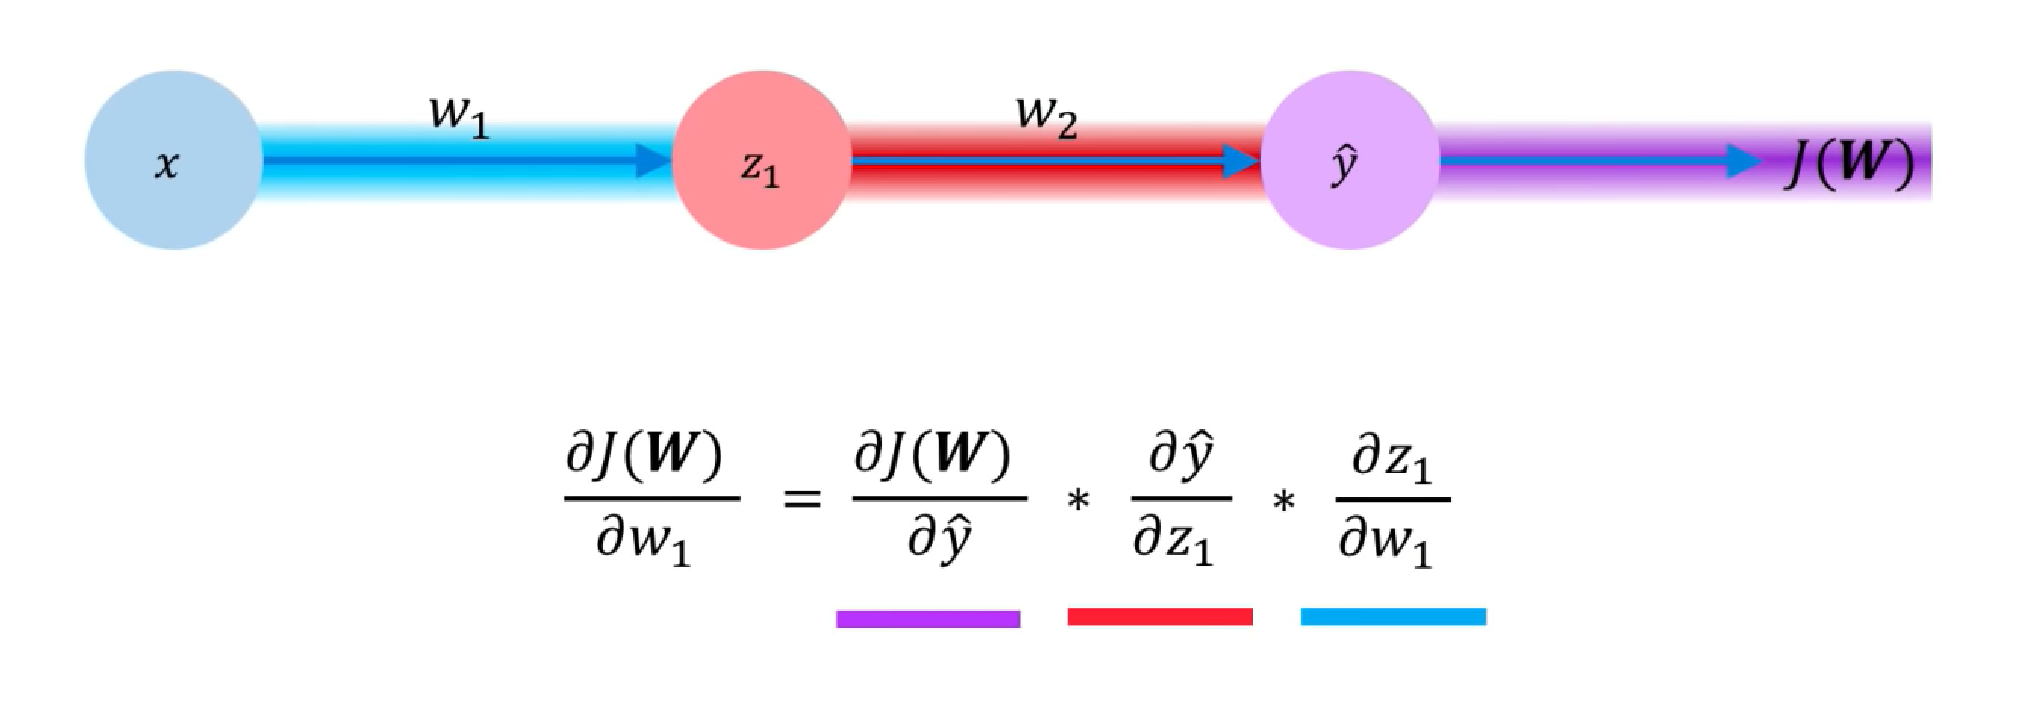 w₁ w₂
x z₁ ŷ J(W)
∂J(W)/∂w₁ = ∂J(W)/∂ŷ * ∂ŷ/∂z₁ * ∂z₁/∂w₁